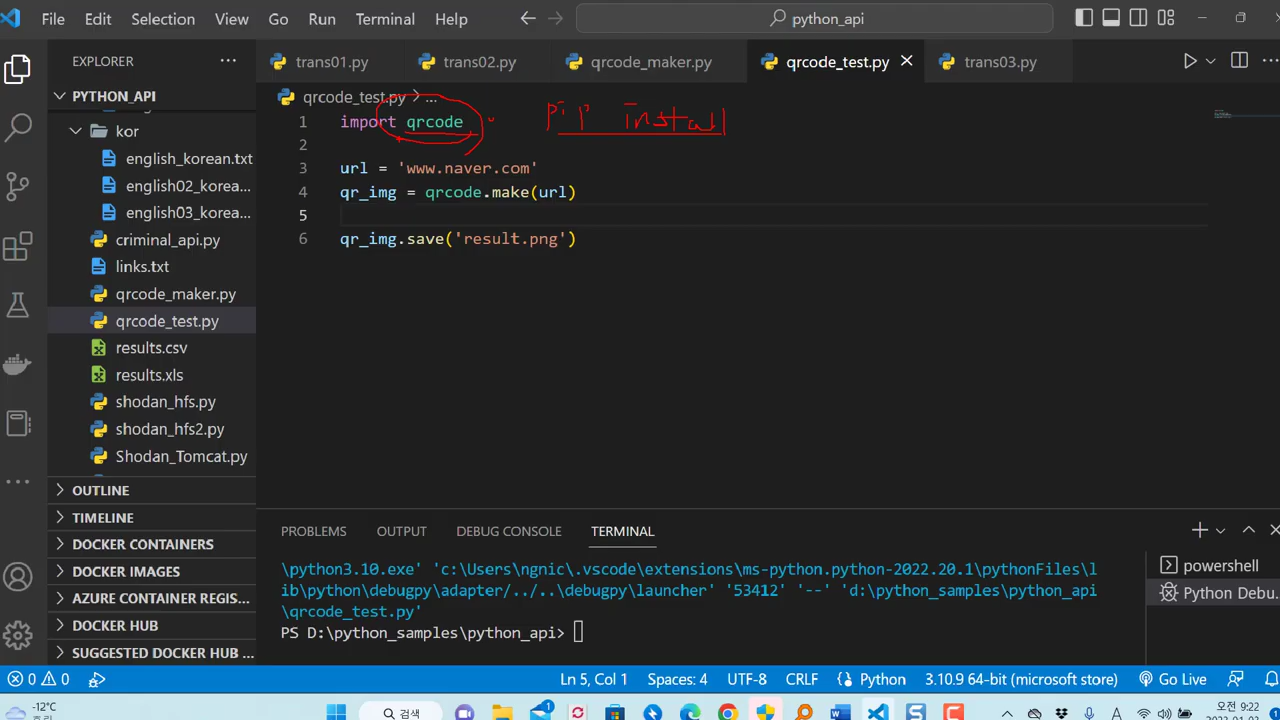 File Edit Selection View Go Run Terminal Help python_api
EXPLORER
trans01.py trans02.py qrcode_maker.py qrcode_test.py trans03.py
PYTHON_API
kor
english_korean.txt
english02_korea...
english03_korea...
criminal_api.py
links.txt
qrcode_maker.py
qrcode_test.py
results.csv
results.xls
shodan_hfs.py
shodan_hfs2.py
Shodan_Tomcat.py
OUTLINE
TIMELINE
DOCKER CONTAINERS
DOCKER IMAGES
AZURE CONTAINER REGIS...
DOCKER HUB
SUGGESTED DOCKER HUB ...
qrcode_test.py > ...
1 import qrcode
pip install
2
3 url = 'www.naver.com'
4 qr_img = qrcode.make(url)
5
6 qr_img.save('result.png')
PROBLEMS OUTPUT DEBUG CONSOLE TERMINAL
\python3.10.exe' 'c:\Users\ngnic\.vscode\extensions\ms-python.python-2022.20.1\pythonFiles\l
ib\python\debugpy\adapter/../..\debugpy\launcher' '53412' '--' 'd:\python_samples\python_api
\qrcode_test.py'
PS D:\python_samples\python_api>
powershell
Python Debu...
0 0 Ln 5, Col 1 Spaces: 4 UTF-8 CRLF Python 3.10.9 64-bit (microsoft store) Go Live
-12°C
흐림
검색
A
오전 9:22